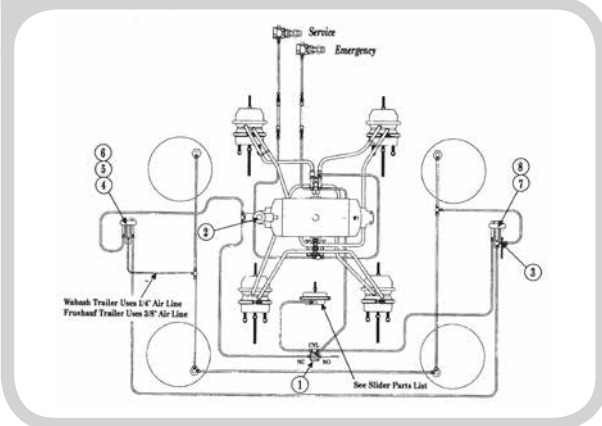 Service
Emergency
6
5
4
8
7
2
3
Wabash Trailer Uses 1/4" Air Line
Fruehauf Trailer Uses 3/8" Air Line
CYL
NC
NO
1
See Slider Parts List